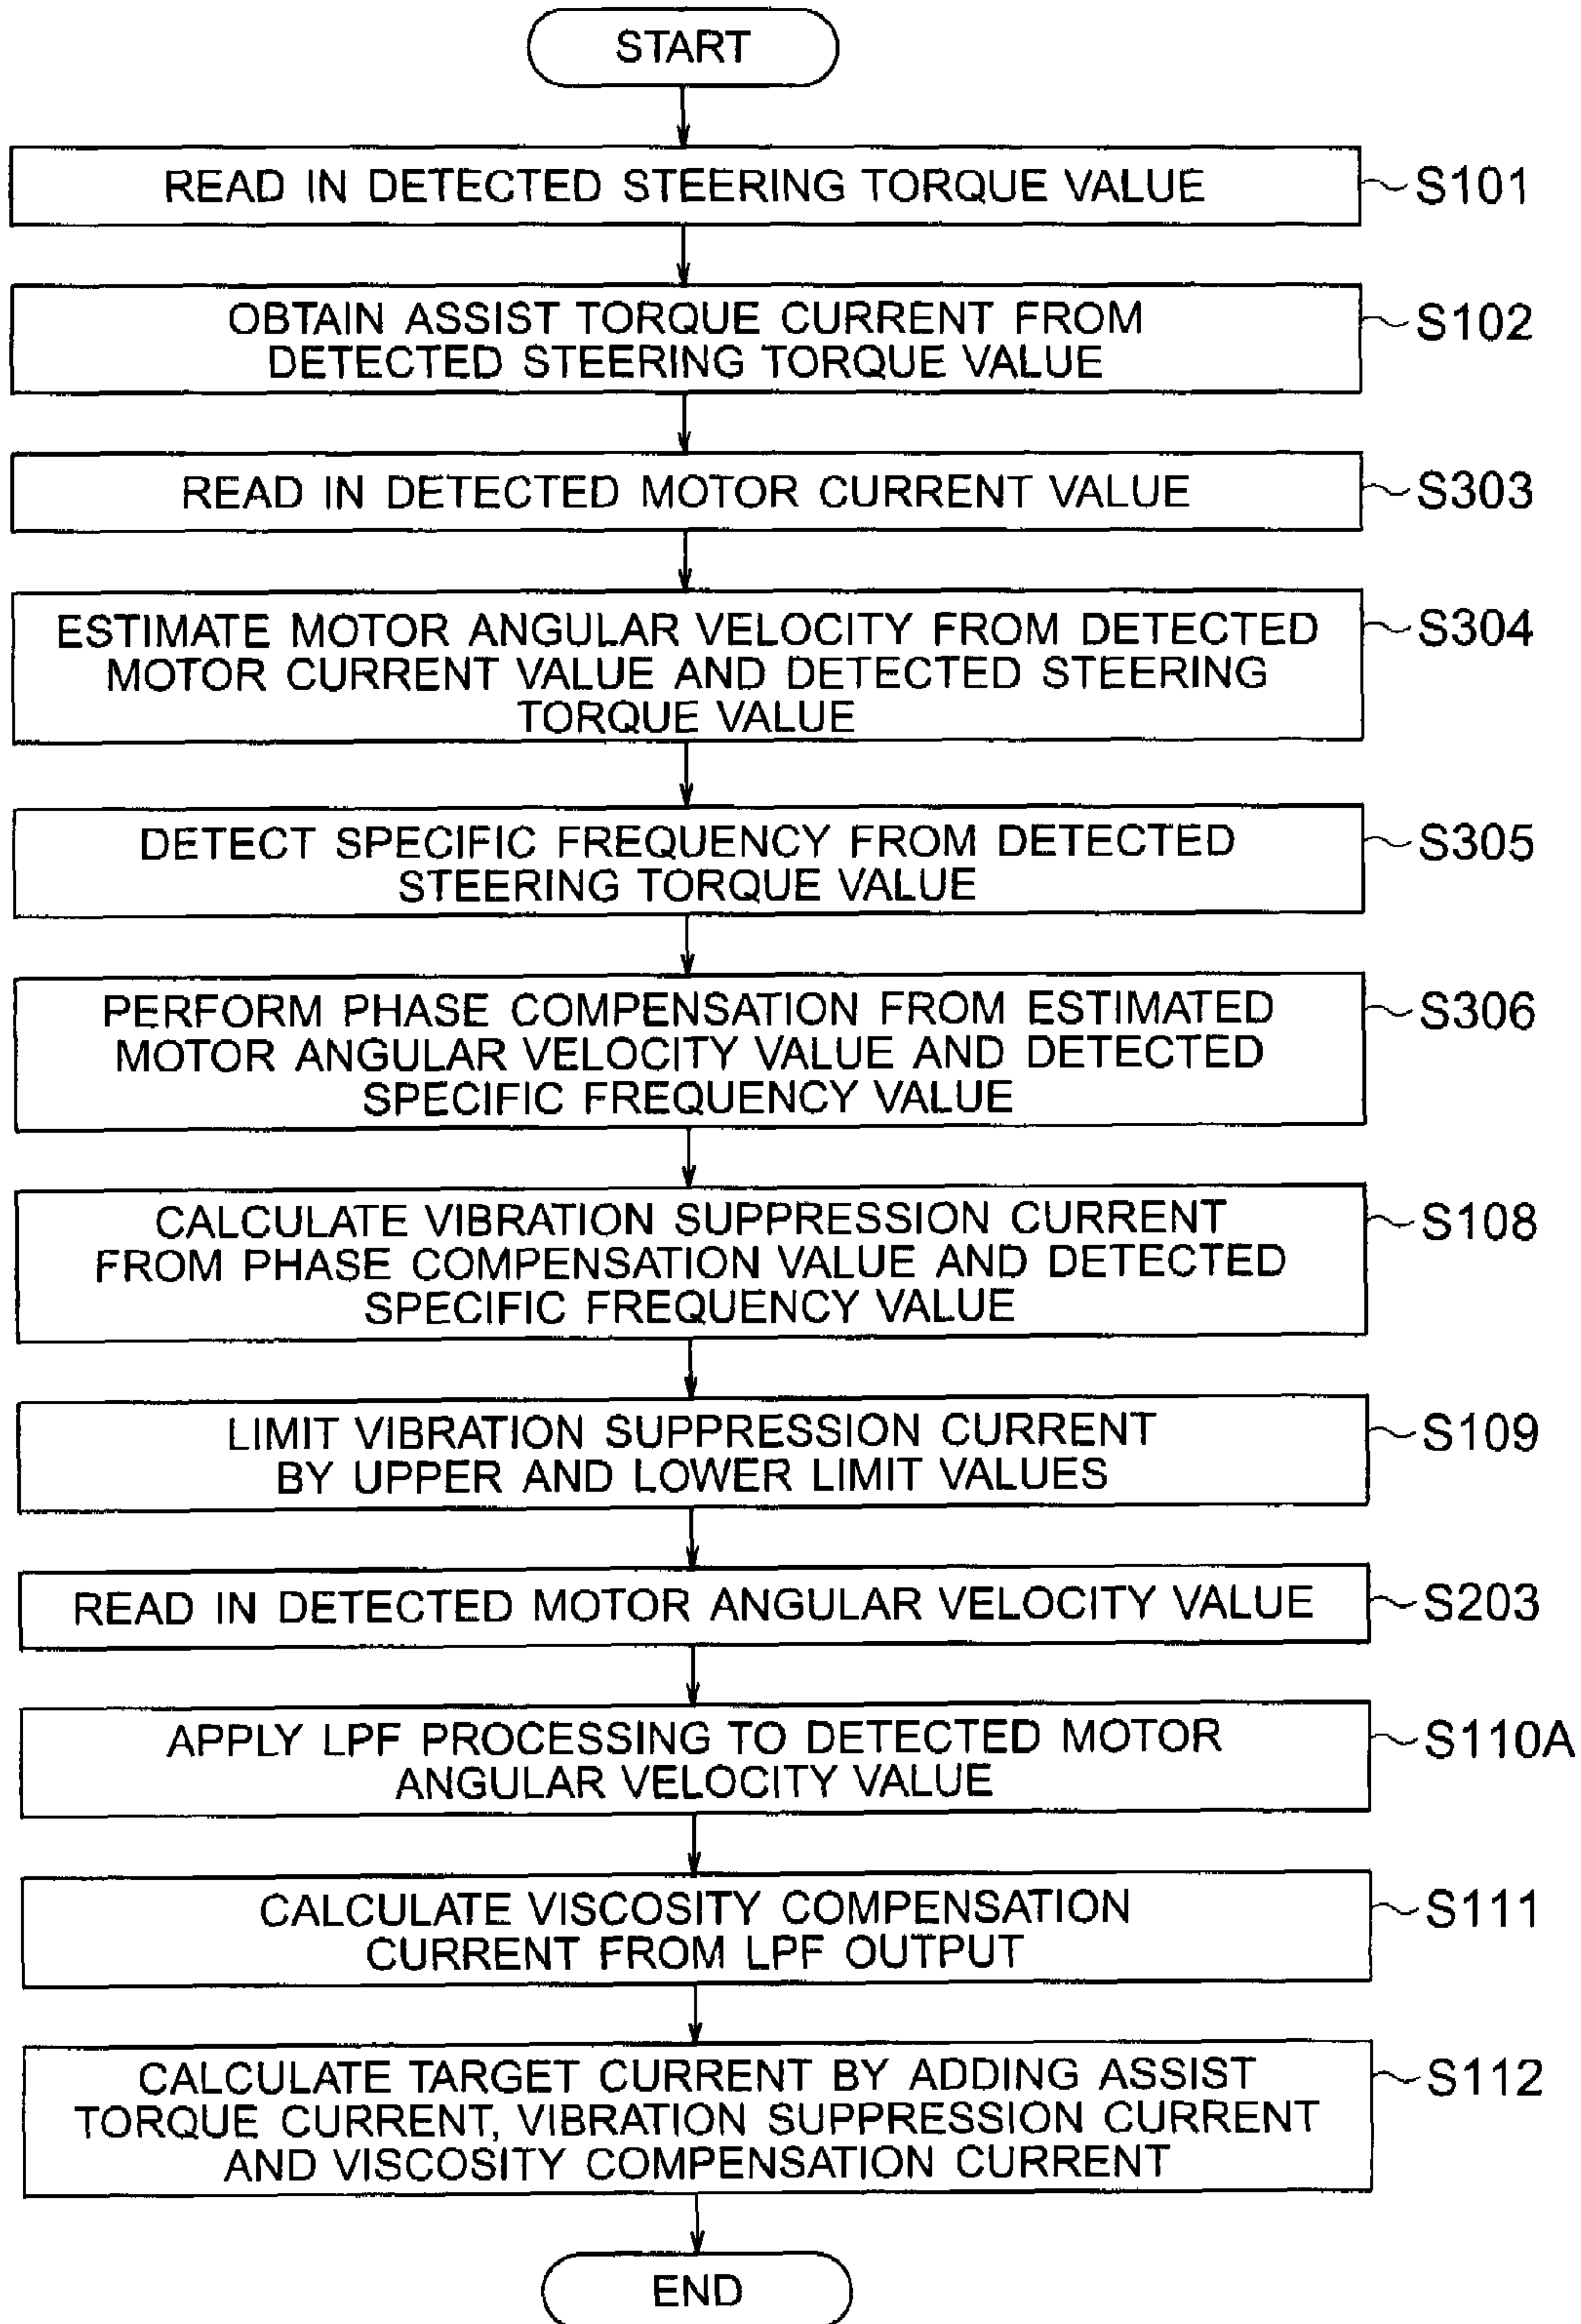 START
READ IN DETECTED STEERING TORQUE VALUE
S101
OBTAIN ASSIST TORQUE CURRENT FROM
DETECTED STEERING TORQUE VALUE
S102
READ IN DETECTED MOTOR CURRENT VALUE
S303
ESTIMATE MOTOR ANGULAR VELOCITY FROM DETECTED
MOTOR CURRENT VALUE AND DETECTED STEERING
TORQUE VALUE
S304
DETECT SPECIFIC FREQUENCY FROM DETECTED
STEERING TORQUE VALUE
S305
PERFORM PHASE COMPENSATION FROM ESTIMATED
MOTOR ANGULAR VELOCITY VALUE AND DETECTED
SPECIFIC FREQUENCY VALUE
S306
CALCULATE VIBRATION SUPPRESSION CURRENT
FROM PHASE COMPENSATION VALUE AND DETECTED
SPECIFIC FREQUENCY VALUE
S108
LIMIT VIBRATION SUPPRESSION CURRENT
BY UPPER AND LOWER LIMIT VALUES
S109
READ IN DETECTED MOTOR ANGULAR VELOCITY VALUE
S203
APPLY LPF PROCESSING TO DETECTED MOTOR
ANGULAR VELOCITY VALUE
S110A
CALCULATE VISCOSITY COMPENSATION
CURRENT FROM LPF OUTPUT
S111
CALCULATE TARGET CURRENT BY ADDING ASSIST
TORQUE CURRENT, VIBRATION SUPPRESSION CURRENT
AND VISCOSITY COMPENSATION CURRENT
S112
END